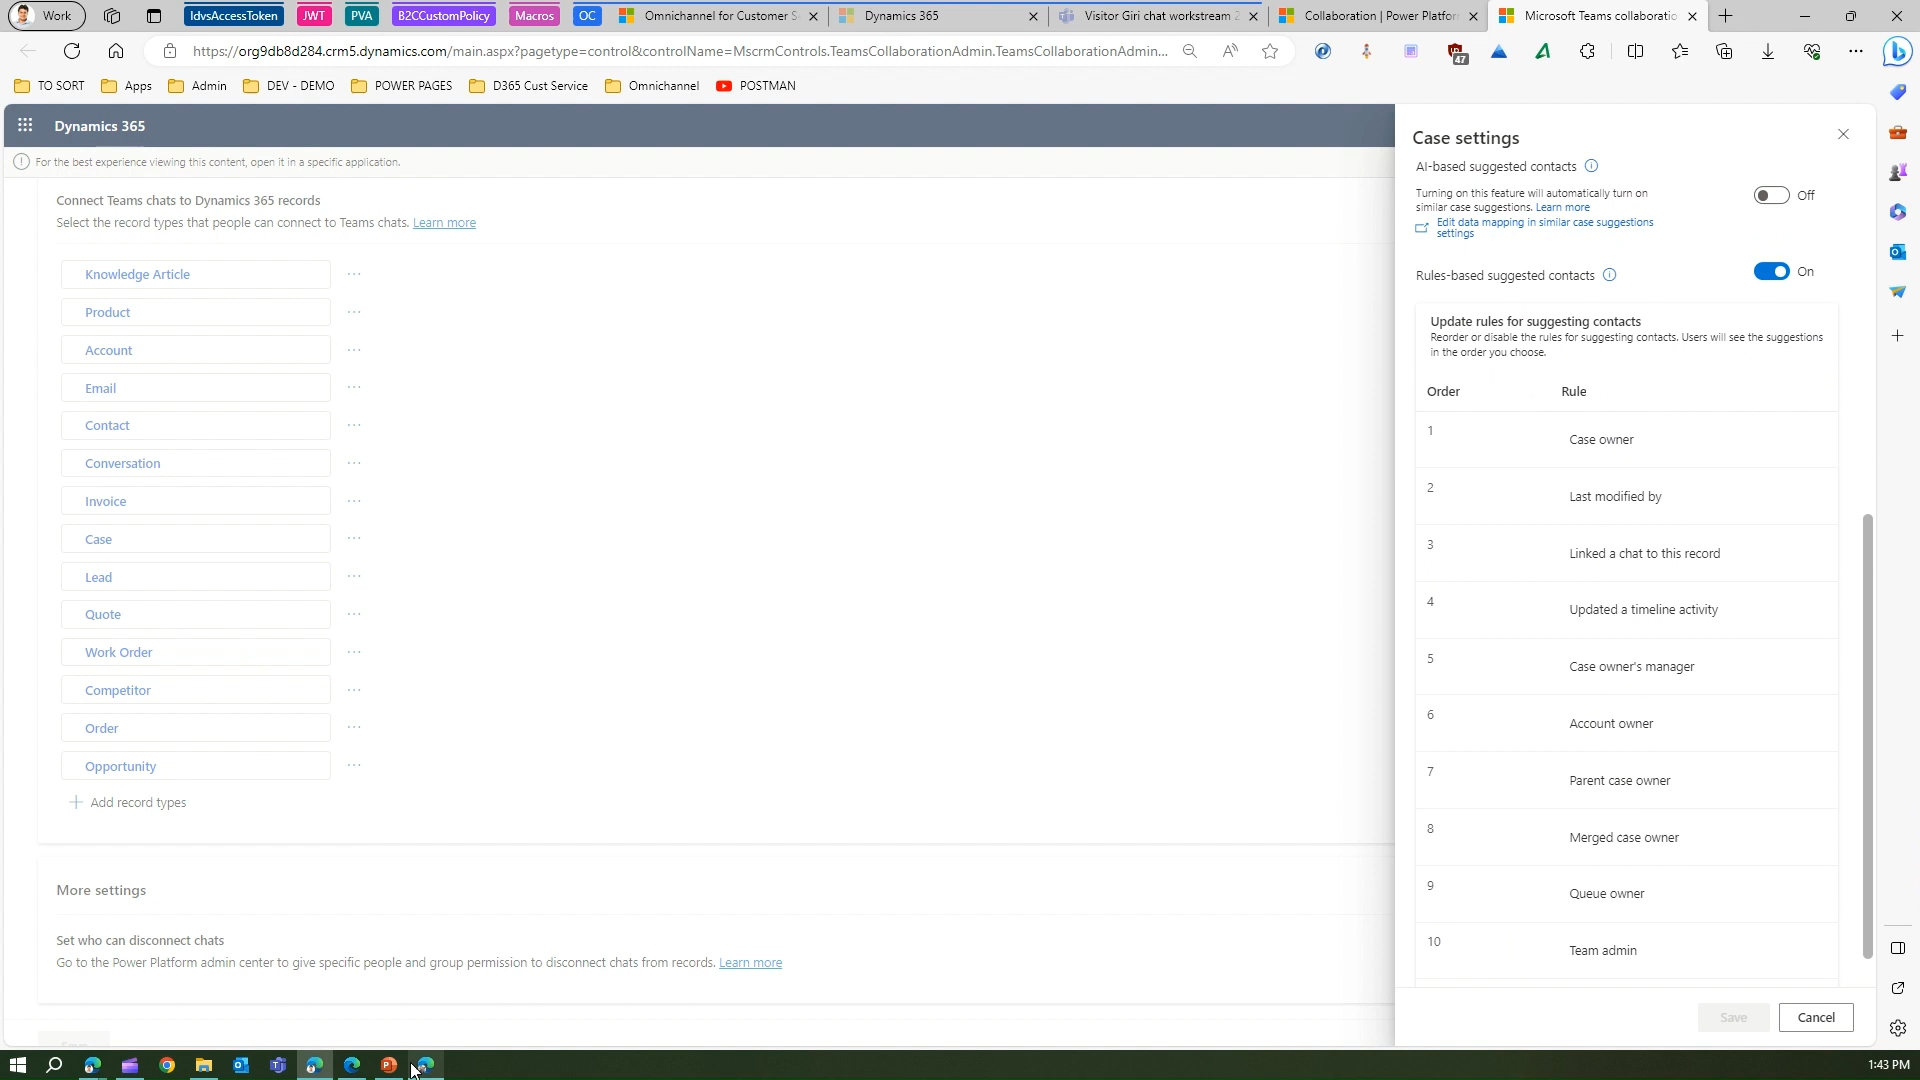 Work
IdvsAccessToken
JWT
PVA
B2CCustomPolicy
Macros
OC
Omnichannel for Customer S
Dynamics 365
Visitor Giri chat workstream 2
Collaboration | Power Platfor
Microsoft Teams collaboratio
https://org9db8d284.crm5.dynamics.com/main.aspx?pagetype=control&controlName=MscrmControls.TeamsCollaborationAdmin.TeamsCollaborationAdmin...
47
TO SORT
Apps
Admin
DEV - DEMO
POWER PAGES
D365 Cust Service
Omnichannel
POSTMAN
Dynamics 365
For the best experience viewing this content, open it in a specific application.
Connect Teams chats to Dynamics 365 records
Select the record types that people can connect to Teams chats. Learn more
Knowledge Article
Product
Account
Email
Contact
Conversation
Invoice
Case
Lead
Quote
Work Order
Competitor
Order
Opportunity
Add record types
More settings
Set who can disconnect chats
Go to the Power Platform admin center to give specific people and group permission to disconnect chats from records. Learn more
Case settings
AI-based suggested contacts
Turning on this feature will automatically turn on
similar case suggestions. Learn more
Off
Edit data mapping in similar case suggestions
settings
Rules-based suggested contacts
On
Update rules for suggesting contacts
Reorder or disable the rules for suggesting contacts. Users will see the suggestions
in the order you choose.
Order Rule
1 Case owner
2 Last modified by
3 Linked a chat to this record
4 Updated a timeline activity
5 Case owner's manager
6 Account owner
7 Parent case owner
8 Merged case owner
9 Queue owner
10 Team admin
Save
Cancel
1:43 PM